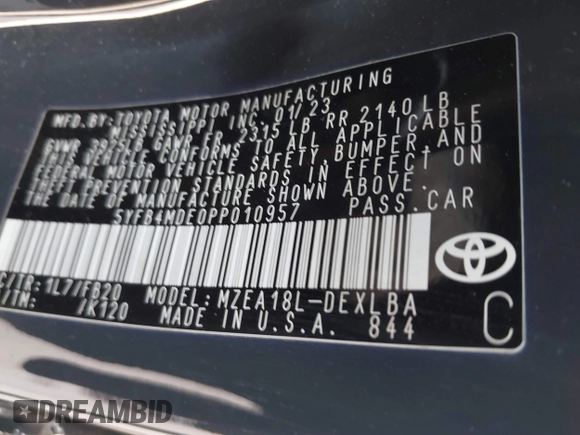 MFD.BY: TOYOTA MOTOR MANUFACTURING
MISSISSIPPI, INC. 01/23
GVWR 3925LB GAWR FR 2315 LB RR 2140 LB
THIS VEHICLE CONFORMS TO ALL APPLICABLE
FEDERAL MOTOR VEHICLE SAFETY, BUMPER, AND
THEFT PREVENTION STANDARDS IN EFFECT ON
THE DATE OF MANUFACTURE SHOWN ABOVE.
5YFB4MDE0PP010957 PASS.CAR
C/TR: 1L7/FB20 MODEL: MZEA18L-DEXLBA
/TM: /K120 MADE IN U.S.A. 844
C
DREAMBID